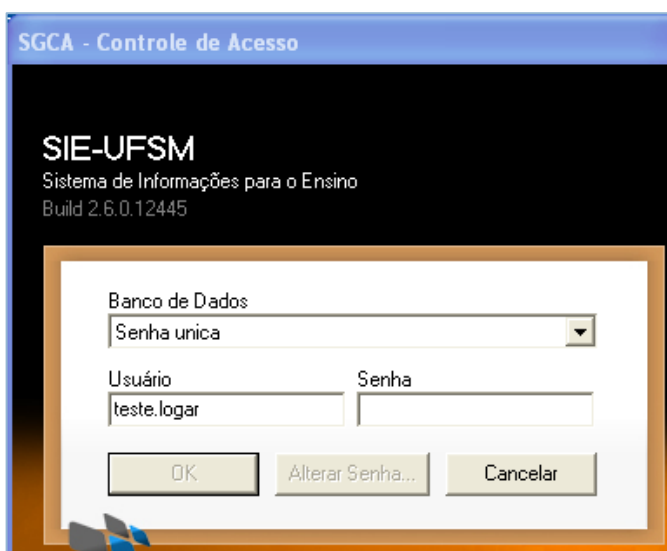 SGCA - Controle de Acesso
SIE-UFSM
Sistema de Informações para o Ensino
Build 2.6.0.12445
Banco de Dados
Senha unica
Usuário Senha
teste.logar
OK Alterar Senha... Cancelar